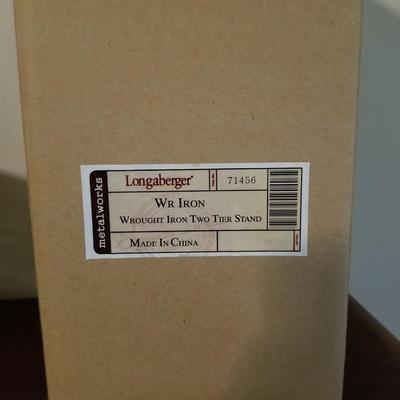 metalworks
Longaberger® 71456
WR IRON
WROUGHT IRON TWO TIER STAND
MADE IN CHINA